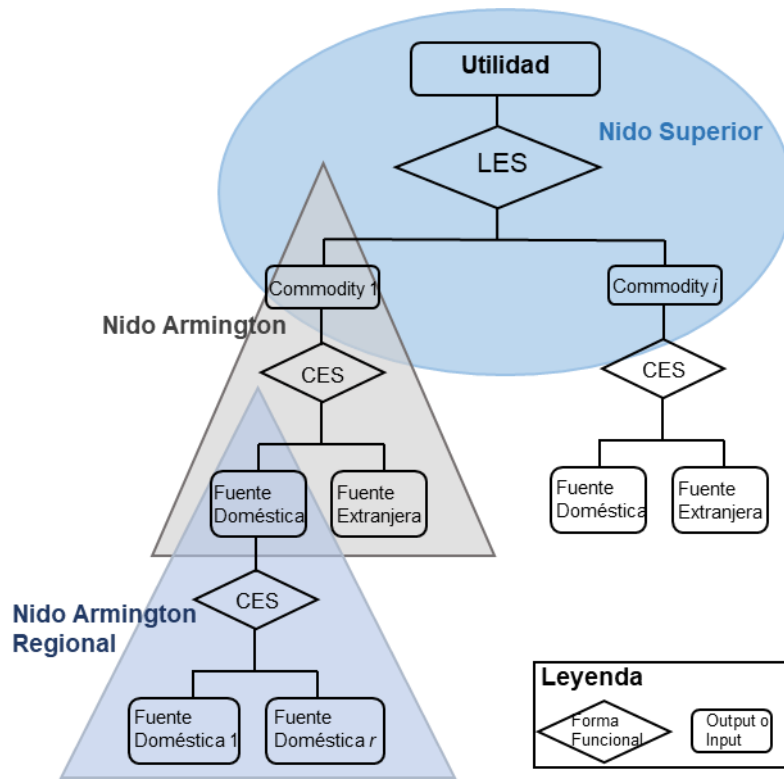 Utilidad
Nido Superior
LES
Commodity 1
Commodity i
Nido Armington
CES
CES
Fuente
Doméstica
Fuente
Extranjera
Fuente
Doméstica
Fuente
Extranjera
Nido Armington
Regional
CES
Fuente
Doméstica 1
Fuente
Doméstica r
Leyenda
Forma
Funcional
Output o
Input